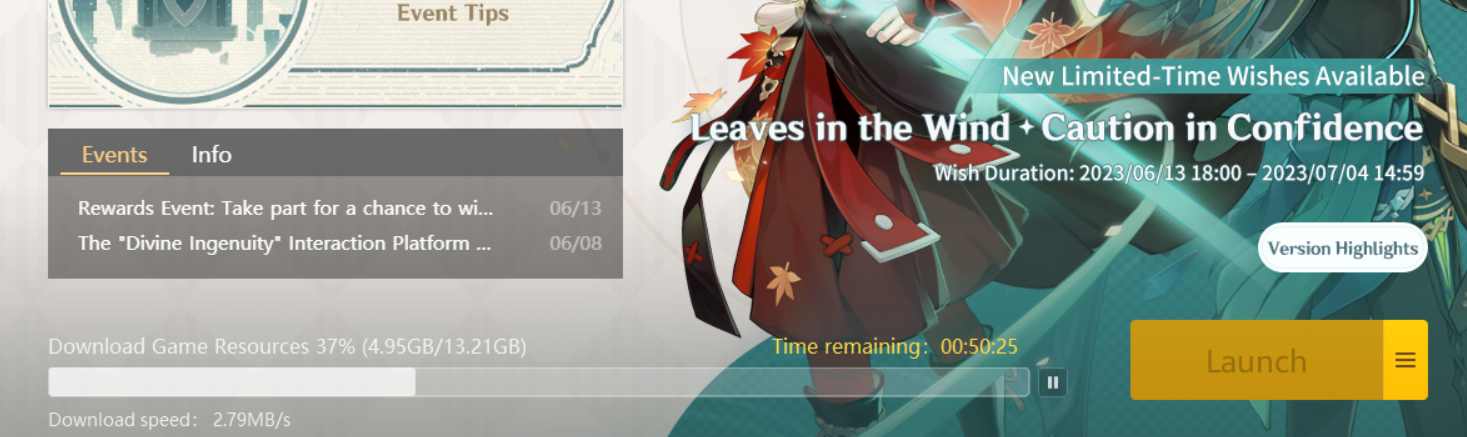 Event Tips
New Limited-Time Wishes Available
Leaves in the Wind ✦ Caution in Confidence
Wish Duration: 2023/06/13 18:00 – 2023/07/04 14:59
Events Info
Rewards Event: Take part for a chance to wi... 06/13
The "Divine Ingenuity" Interaction Platform ... 06/08
Version Highlights
Download Game Resources 37% (4.95GB/13.21GB)
Time remaining: 00:50:25
Launch
Download speed: 2.79MB/s